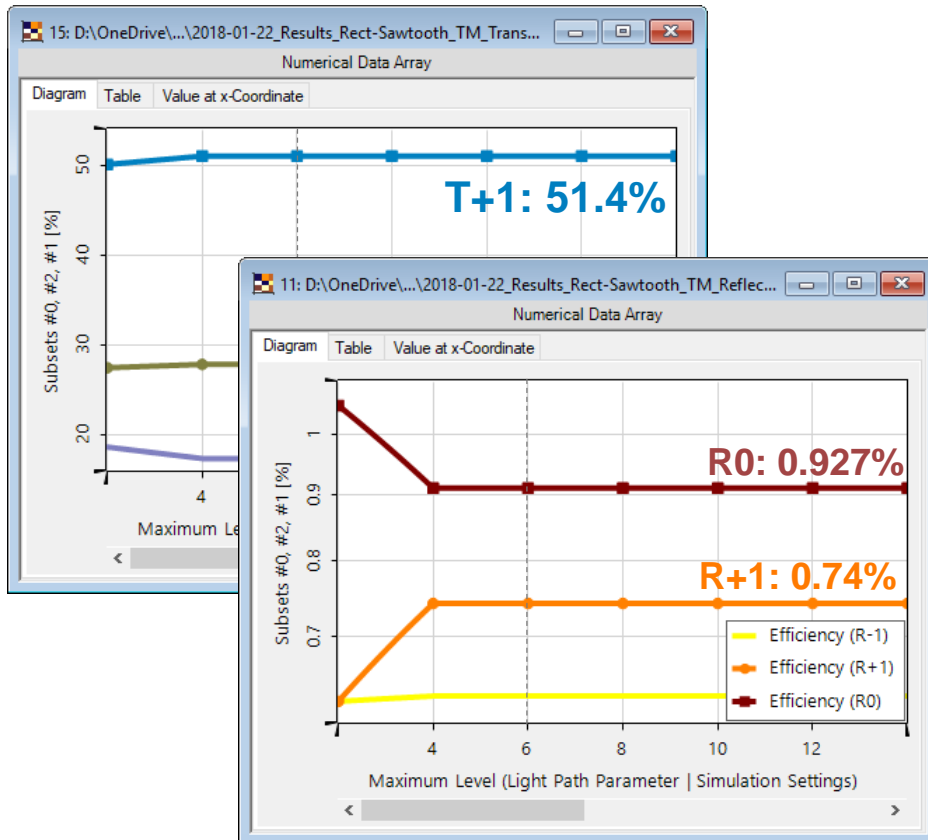 15: D:\OneDrive\...\2018-01-22_Results_Rect-Sawtooth_TM_Trans...
Numerical Data Array
Diagram Table Value at x-Coordinate
Subsets #0, #2, #1 [%]
50
40
30
20
T+1: 51.4%
4
Maximum Le
11: D:\OneDrive\...\2018-01-22_Results_Rect-Sawtooth_TM_Reflec...
Numerical Data Array
Diagram Table Value at x-Coordinate
Subsets #0, #2, #1 [%]
1
0.9
0.8
0.7
R0: 0.927%
R+1: 0.74%
Efficiency (R-1)
Efficiency (R+1)
Efficiency (R0)
4 6 8 10 12
Maximum Level (Light Path Parameter | Simulation Settings)